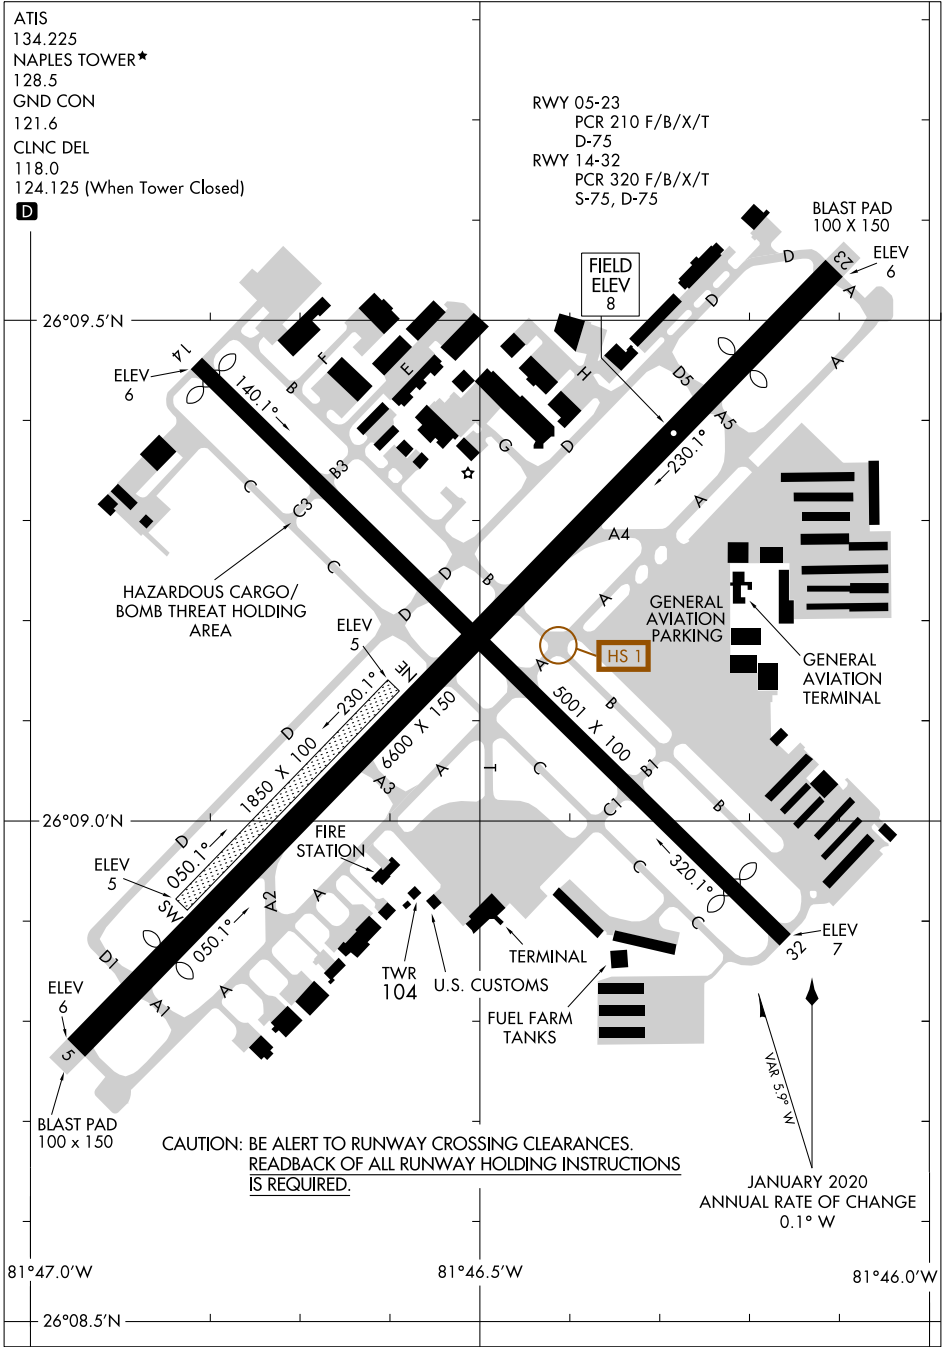 ATIS
134.225
NAPLES TOWER★
128.5
GND CON
121.6
CLNC DEL
118.0
124.125 (When Tower Closed)
D
RWY 05-23
PCR 210 F/B/X/T
D-75
RWY 14-32
PCR 320 F/B/X/T
S-75, D-75
BLAST PAD
100 X 150
ELEV
6
23
D
A
FIELD
ELEV
8
D
26°09.5'N
14
ELEV
6
140.1°
B
F
E
H
D5
A
A5
G
D
230.1°
B3
C
C3
A
A4
HAZARDOUS CARGO/
BOMB THREAT HOLDING
AREA
C
D
B
D
A
GENERAL
AVIATION
PARKING
ELEV
5
HS 1
A
GENERAL
AVIATION
TERMINAL
NE
230.1°
5001 X 100
B
6600 X 150
D
1850 X 100
A3
A
T
C
B1
C1
B
26°09.0'N
D
050.1°
FIRE
STATION
ELEV
5
SW
A2
A
320.1°
C
C
050.1°
D1
TERMINAL
ELEV
7
32
TWR
104
U.S. CUSTOMS
ELEV
6
A1
A
FUEL FARM
TANKS
5
VAR 5.9° W
BLAST PAD
100 x 150
CAUTION: BE ALERT TO RUNWAY CROSSING CLEARANCES.
READBACK OF ALL RUNWAY HOLDING INSTRUCTIONS
IS REQUIRED.
JANUARY 2020
ANNUAL RATE OF CHANGE
0.1° W
81°47.0'W
81°46.5'W
81°46.0'W
26°08.5'N